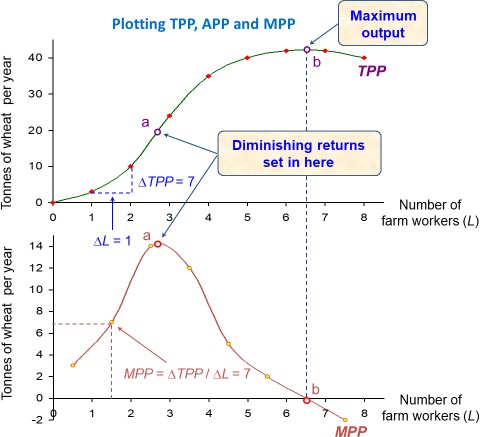 Plotting TPP, APP and MPP
Maximum
output
Tonnes of wheat per year
40
30
20
10
0
a
b
TPP
Diminishing returns
set in here
ΔTPP = 7
ΔL = 1
0 1 2 3 4 5 6 7 8
Number of
farm workers (L)
Tonnes of wheat per year
14
12
10
8
6
4
2
0
-2
a
MPP = ΔTPP / ΔL = 7
b
0 1 2 3 4 5 6 7 8
Number of
farm workers (L)
MPP